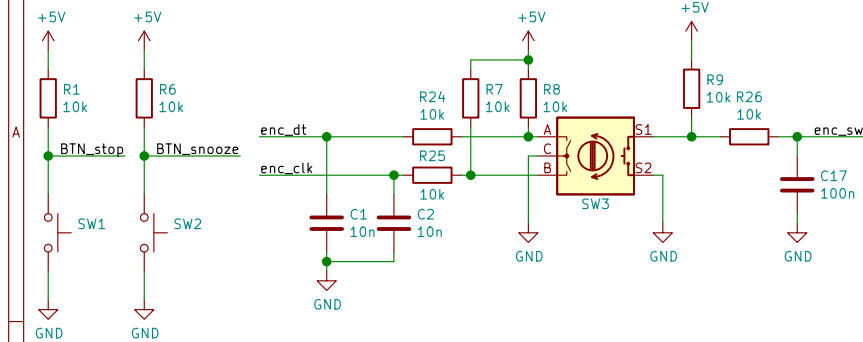 +5V
+5V
+5V
+5V
R1
10k
R6
10k
R7
10k
R8
10k
R9
10k
R24
10k
R26
10k
A
BTN_stop
BTN_snooze
enc_dt
enc_clk
R25
10k
A
C
B
S1
S2
SW3
enc_sw
SW1
SW2
C1
10n
C2
10n
C17
100n
GND
GND
GND
GND
GND
GND